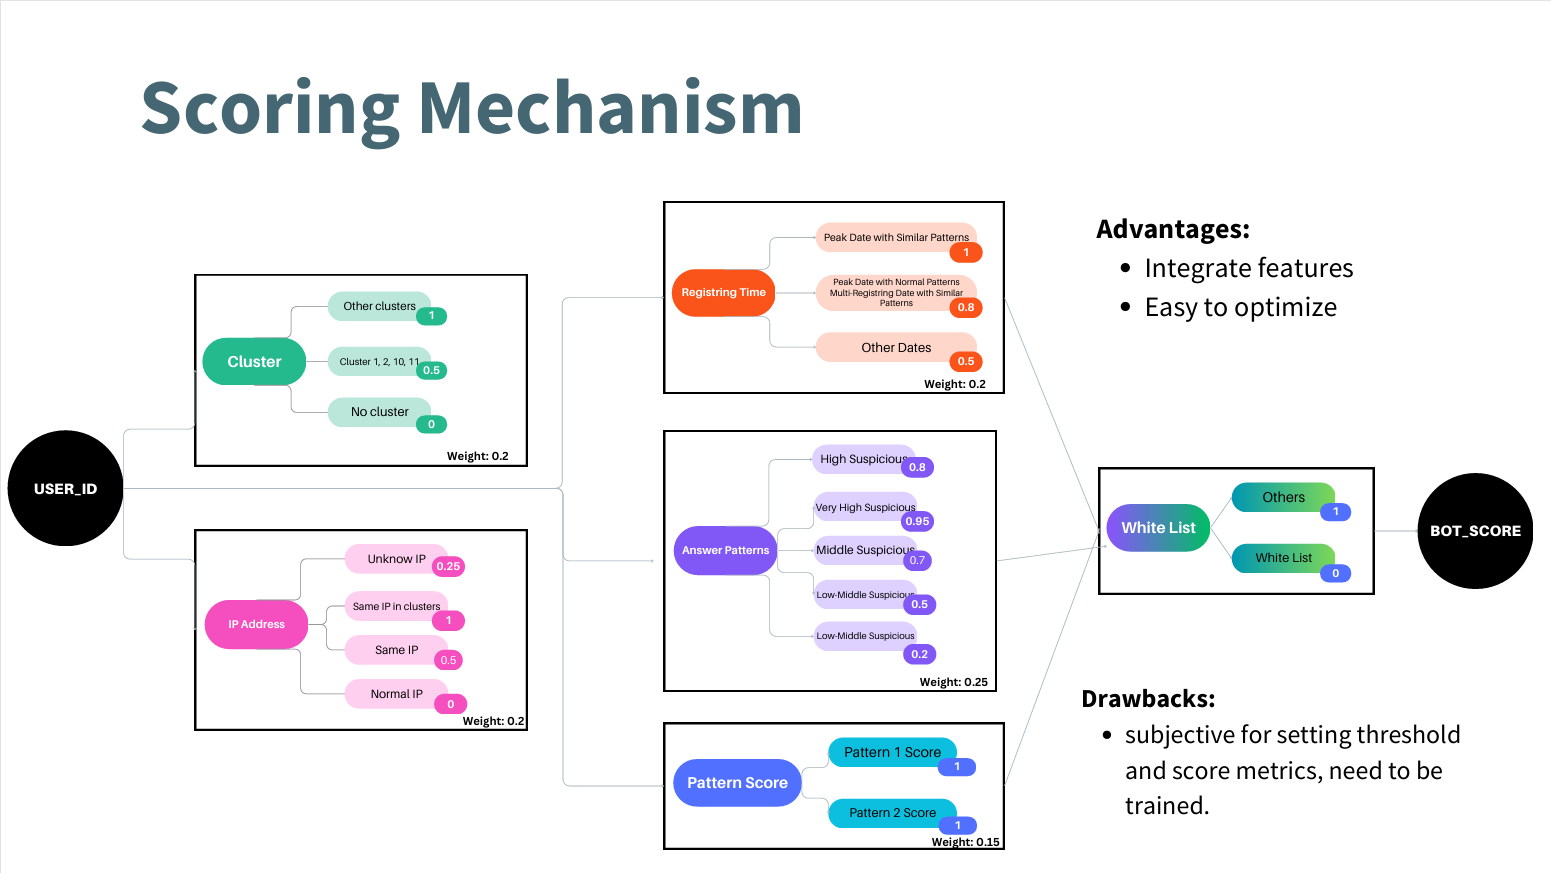 Scoring Mechanism
USER_ID
Cluster
Other clusters
1
Cluster 1, 2, 10, 11
0.5
No cluster
0
Weight: 0.2
IP Address
Unknow IP
0.25
Same IP in clusters
1
Same IP
0.5
Normal IP
0
Weight: 0.2
Registring Time
Peak Date with Similar Patterns
1
Peak Date with Normal Patterns
Multi-Registring Date with Similar
Patterns
0.8
Other Dates
0.5
Weight: 0.2
Answer Patterns
High Suspicious
0.8
Very High Suspicious
0.95
Middle Suspicious
0.7
Low-Middle Suspicious
0.5
Low-Middle Suspicious
0.2
Weight: 0.25
Pattern Score
Pattern 1 Score
1
Pattern 2 Score
1
Weight: 0.15
Advantages:
• Integrate features
• Easy to optimize
White List
Others
1
White List
0
BOT_SCORE
Drawbacks:
• subjective for setting threshold
and score metrics, need to be
trained.